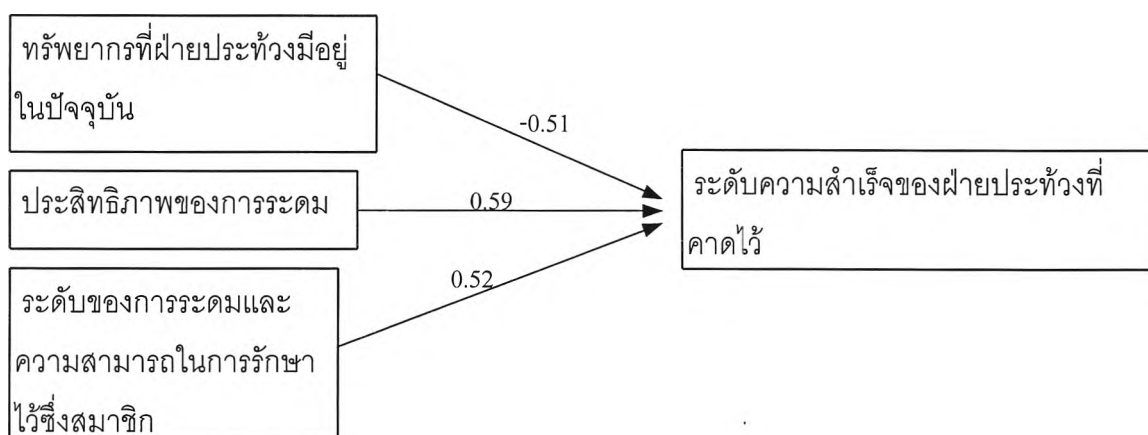 ทรัพยากรที่ฝ่ายประท้วงมีอยู่
ในปัจจุบัน
-0.51
ประสิทธิภาพของการระดม
0.59
ระดับความสำเร็จของฝ่ายประท้วงที่
คาดไว้
0.52
ระดับของการระดมและ
ความสามารถในการรักษา
ไว้ซึ่งสมาชิก